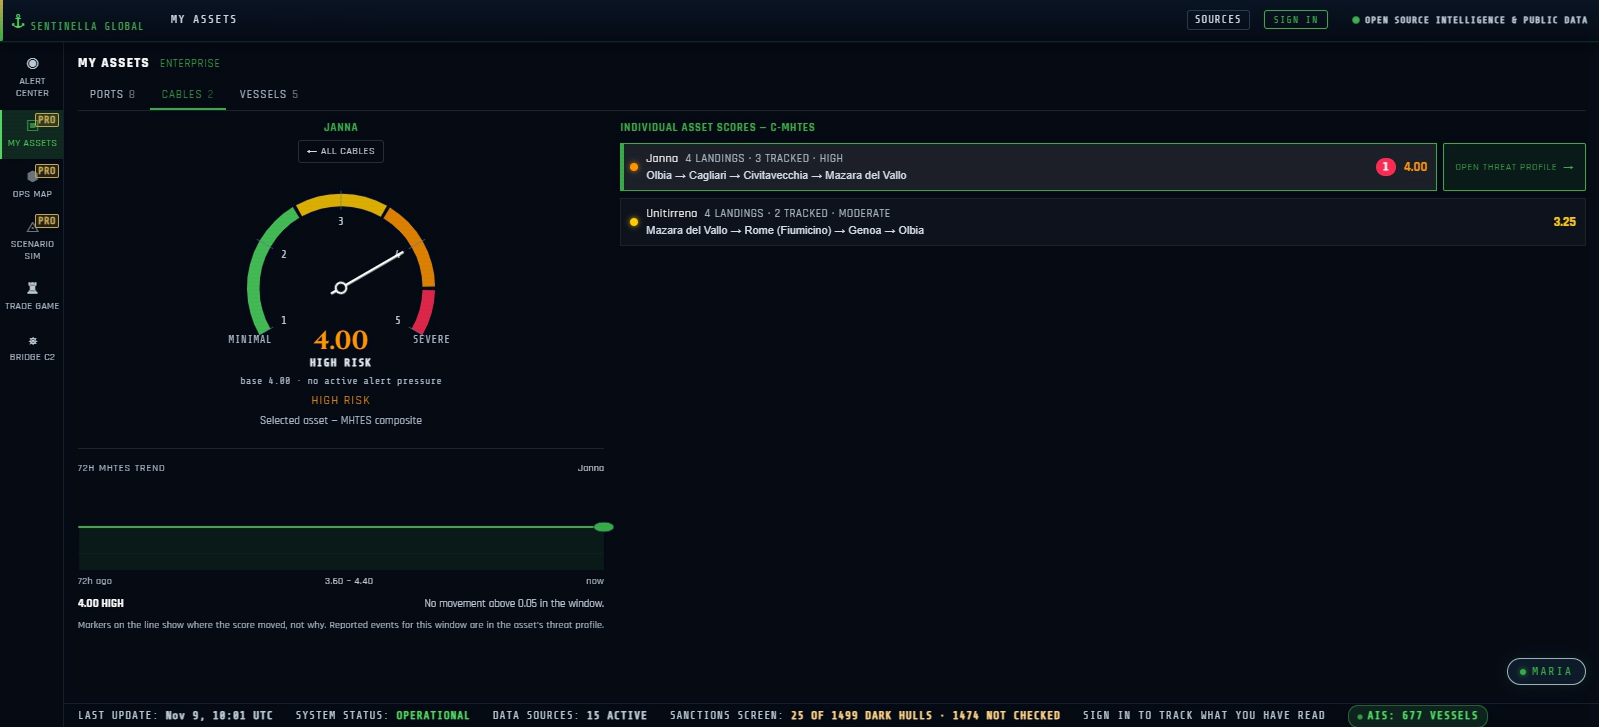 SENTINELLA GLOBAL MY ASSETS SOURCES SIGN IN OPEN SOURCE INTELLIGENCE & PUBLIC DATA
ALERT
CENTER
PRO
MY ASSETS
PRO
OPS MAP
PRO
SCENARIO
SIM
TRADE GAME
BRIDGE C2
MY ASSETS ENTERPRISE
PORTS 8 CABLES 2 VESSELS 5
JANNA
← ALL CABLES
1
2
3
4
5
MINIMAL
SEVERE
4.00
HIGH RISK
base 4.00 · no active alert pressure
HIGH RISK
Selected asset — MHTES composite
72H MHTES TREND Janna
72h ago 3.60 – 4.40 now
4.00 HIGH No movement above 0.05 in the window.
Markers on the line show where the score moved, not why. Reported events for this window are in the asset's threat profile.
INDIVIDUAL ASSET SCORES — C-MHTES
Janna 4 LANDINGS · 3 TRACKED · HIGH
Olbia → Cagliari → Civitavecchia → Mazara del Vallo
1 4.00
OPEN THREAT PROFILE →
Unitirreno 4 LANDINGS · 2 TRACKED · MODERATE
Mazara del Vallo → Rome (Fiumicino) → Genoa → Olbia
3.25
MARIA
LAST UPDATE: Nov 9, 10:01 UTC SYSTEM STATUS: OPERATIONAL DATA SOURCES: 15 ACTIVE SANCTIONS SCREEN: 25 OF 1499 DARK HULLS · 1474 NOT CHECKED SIGN IN TO TRACK WHAT YOU HAVE READ AIS: 677 VESSELS